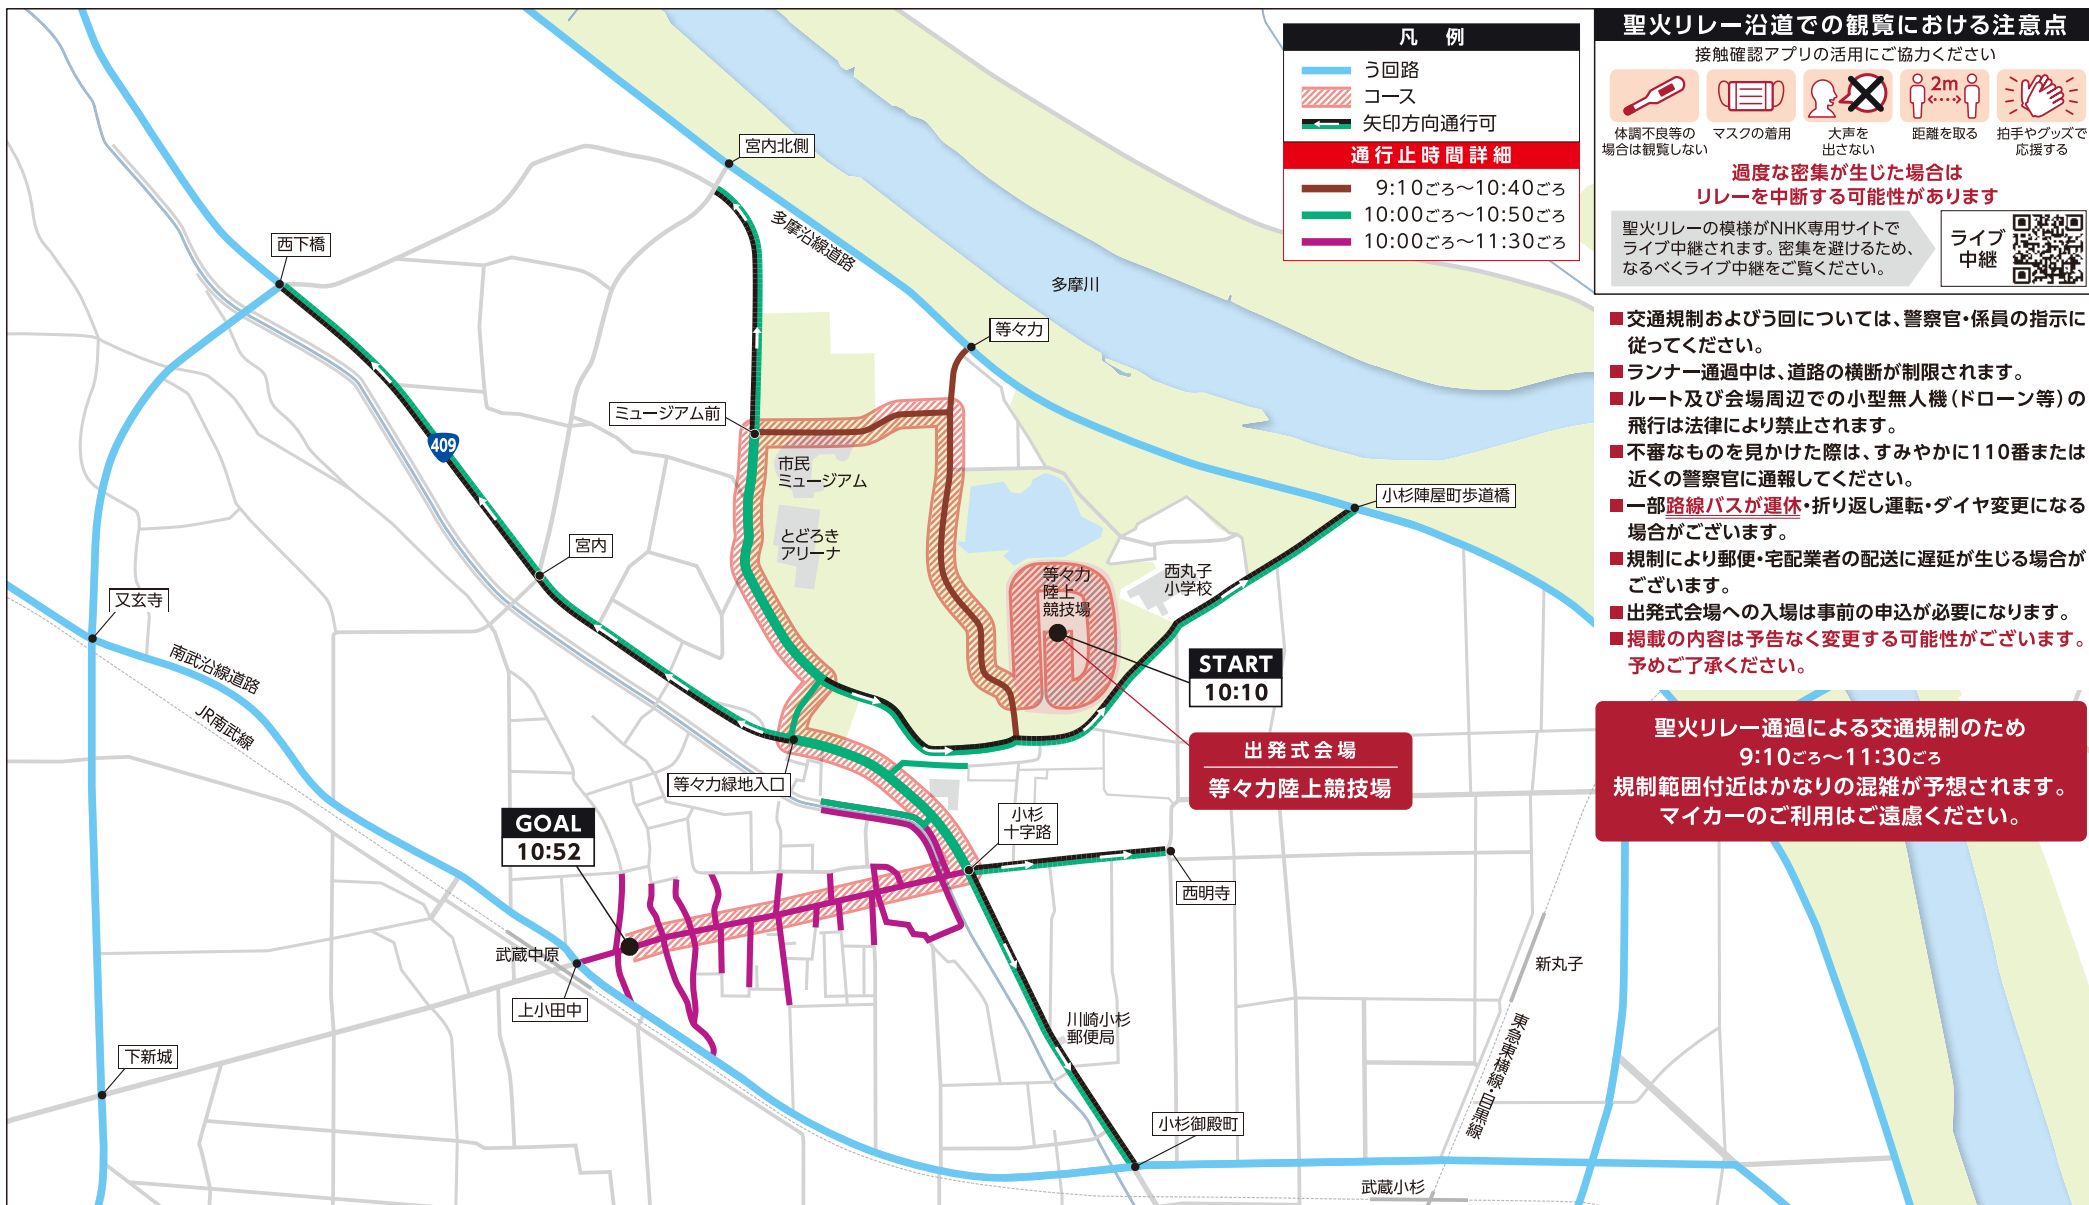 凡 例
う回路
コース
矢印方向通行可
通行止時間詳細
9:10ごろ〜10:40ごろ
10:00ごろ〜10:50ごろ
10:00ごろ〜11:30ごろ
聖火リレー沿道での観覧における注意点
接触確認アプリの活用にご協力ください
2m
体調不良等の
場合は観覧しない
マスクの着用
大声を
出さない
距離を取る
拍手やグッズで
応援する
過度な密集が生じた場合は
リレーを中断する可能性があります
聖火リレーの模様がNHK専用サイトで
ライブ中継されます。密集を避けるため、
なるべくライブ中継をご覧ください。
ライブ
中継
■交通規制およびう回については、警察官・係員の指示に
従ってください。
■ランナー通過中は、道路の横断が制限されます。
■ルート及び会場周辺での小型無人機(ドローン等)の
飛行は法律により禁止されます。
■不審なものを見かけた際は、すみやかに110番または
近くの警察官に通報してください。
■一部路線バスが運休・折り返し運転・ダイヤ変更になる
場合がございます。
■規制により郵便・宅配業者の配送に遅延が生じる場合が
ございます。
■出発式会場への入場は事前の申込が必要になります。
■掲載の内容は予告なく変更する可能性がございます。
予めご了承ください。
聖火リレー通過による交通規制のため
9:10ごろ〜11:30ごろ
規制範囲付近はかなりの混雑が予想されます。
マイカーのご利用はご遠慮ください。
宮内北側
多摩沿線道路
西下橋
多摩川
等々力
ミュージアム前
409
市民
ミュージアム
小杉陣屋町歩道橋
とどろき
アリーナ
宮内
等々力
陸上
競技場
西丸子
小学校
又玄寺
南武沿線道路
JR南武線
START
10:10
出発式会場
等々力陸上競技場
等々力緑地入口
GOAL
10:52
小杉
十字路
西明寺
武蔵中原
上小田中
新丸子
川崎小杉
郵便局
東急東横線・目黒線
下新城
小杉御殿町
武蔵小杉